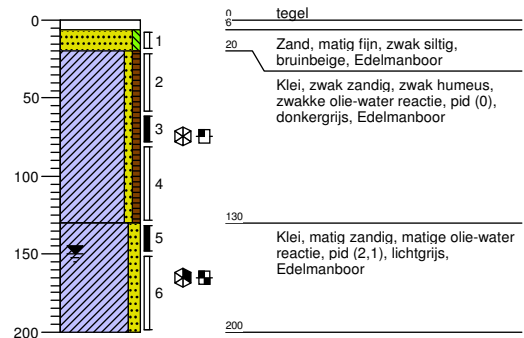 0
50
100
150
200
1
2
3
4
5
6
0
tegel
6
20
Zand, matig fijn, zwak siltig,
bruinbeige, Edelmanboor
Klei, zwak zandig, zwak humeus,
zwakke olie-water reactie, pid (0),
donkergrijs, Edelmanboor
130
Klei, matig zandig, matige olie-water
reactie, pid (2,1), lichtgrijs,
Edelmanboor
200